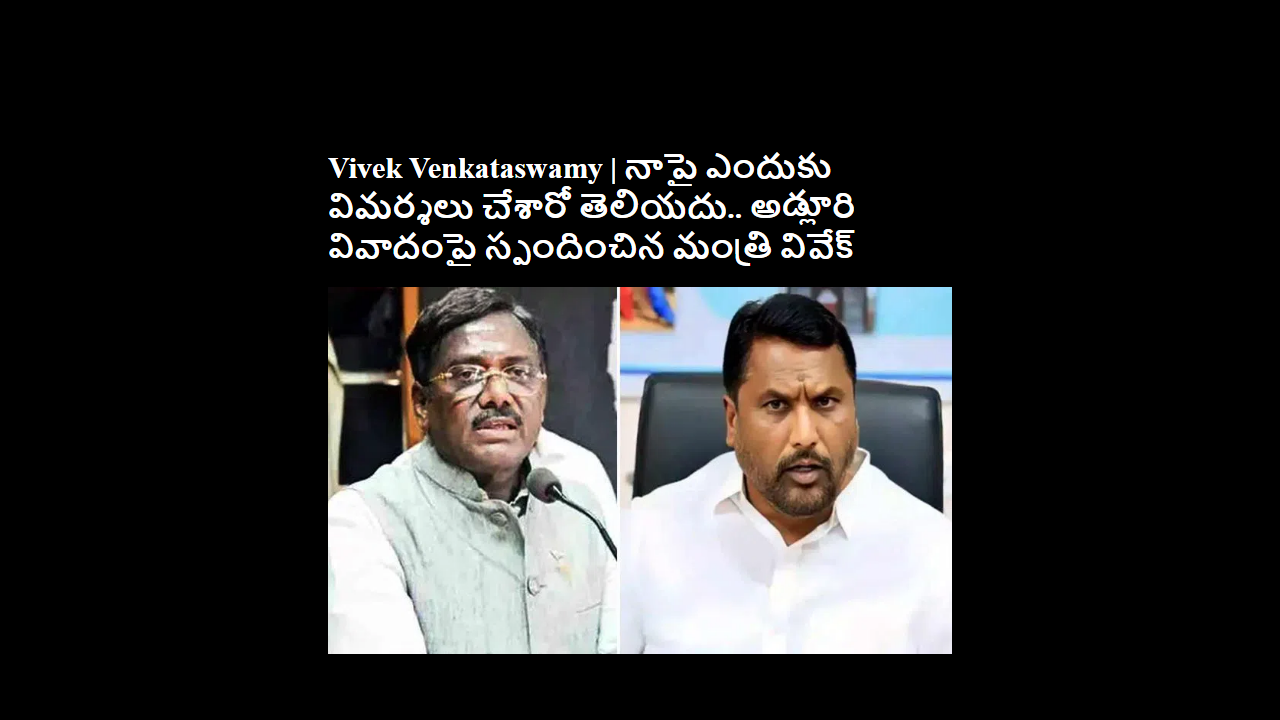 Vivek Venkataswamy | నాపై ఎందుకు
విమర్శలు చేశారో తెలియదు.. అడ్లూరి
వివాదంపై స్పందించిన మంత్రి వివేక్